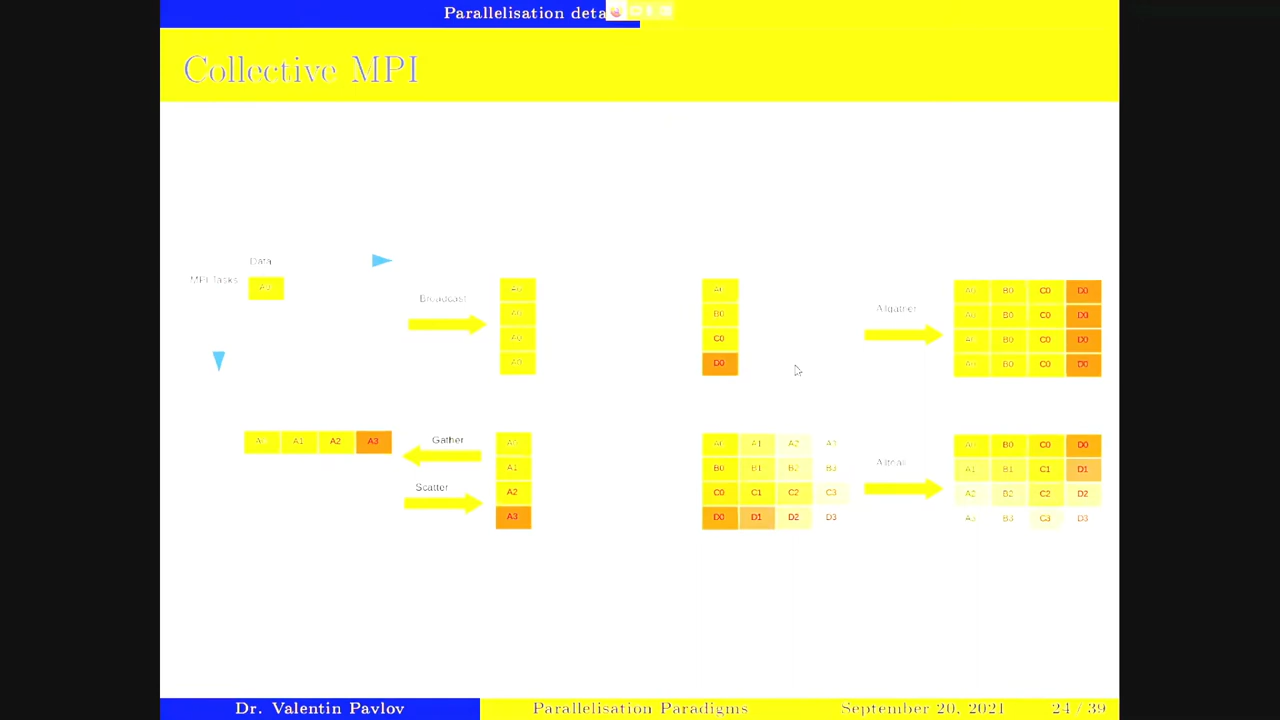 Parallelisation deta
Collective MPI
Data
MPI Tasks
A0
Broadcast
A0
A0
A0
A0
A0
B0
C0
D0
Allgather
A0 B0 C0 D0
A0 B0 C0 D0
A0 B0 C0 D0
A0 B0 C0 D0
A0 A1 A2 A3
Gather
Scatter
A0
A1
A2
A3
A0 A1 A2 A3
B0 B1 B2 B3
C0 C1 C2 C3
D0 D1 D2 D3
A0 B0 C0 D0
A1 B1 C1 D1
A2 B2 C2 D2
A3 B3 C3 D3
Dr. Valentin Pavlov
Parallelisation Paradigms
September 20, 2021
24 / 39